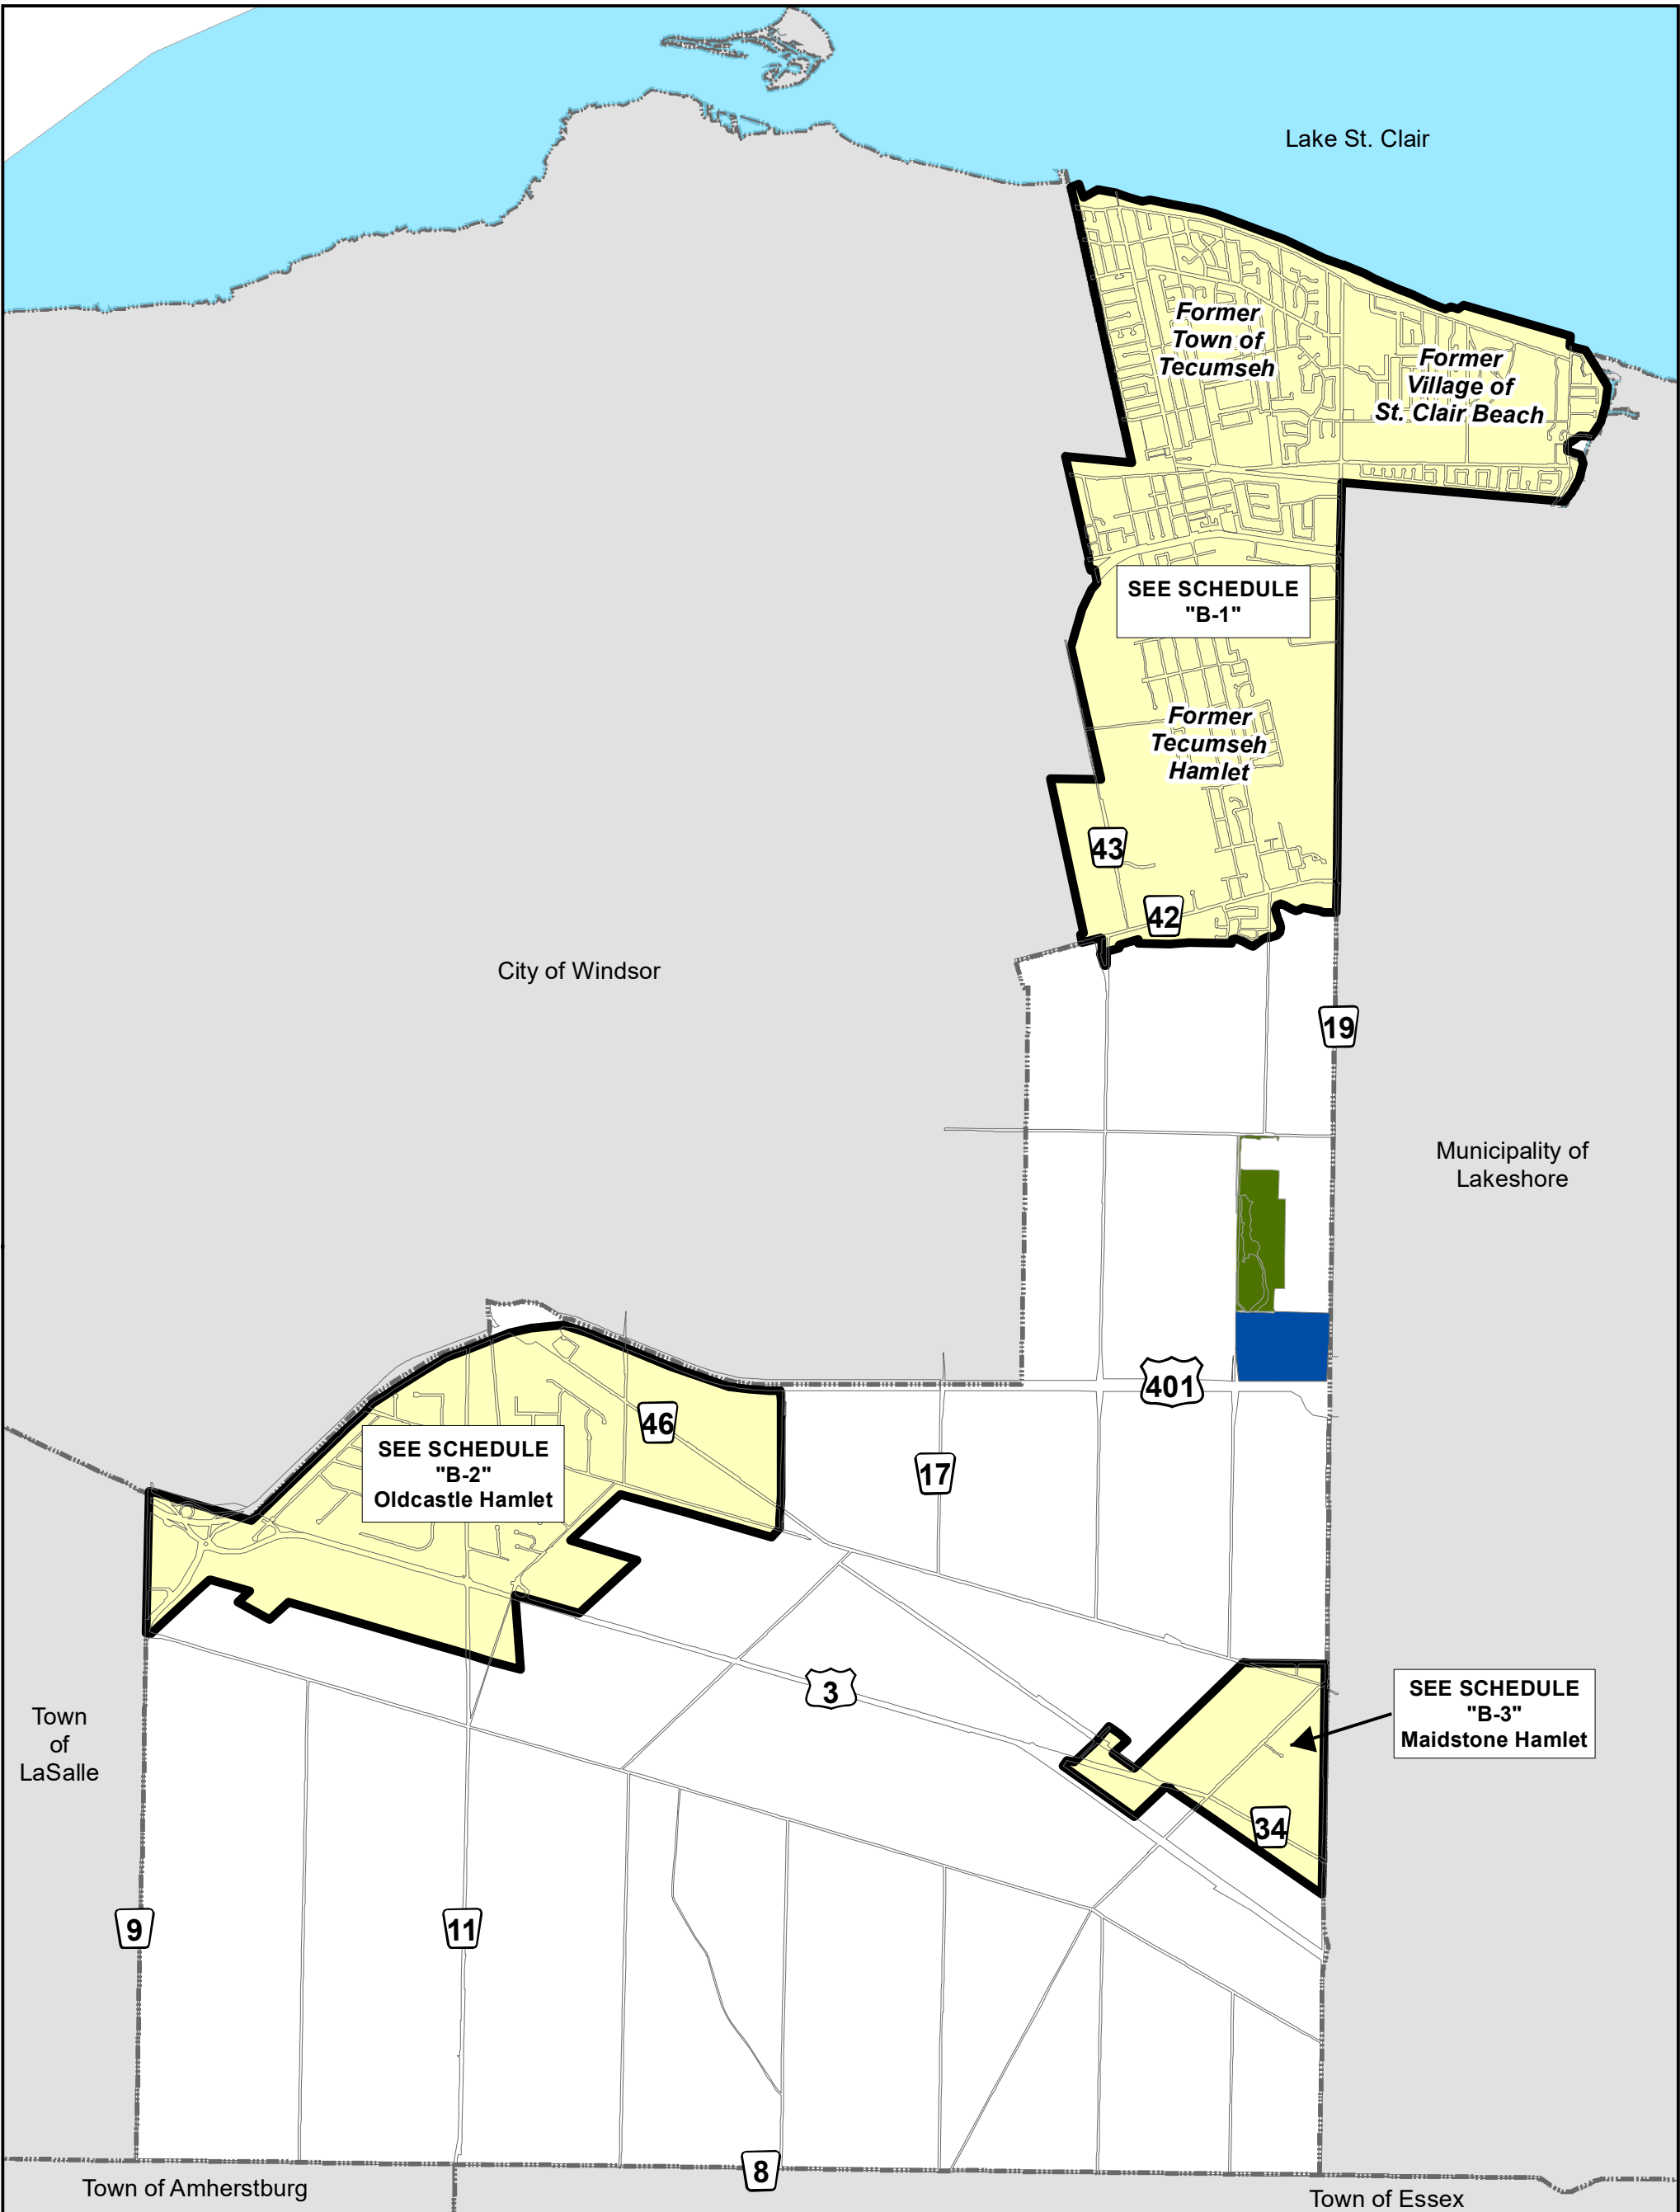 Lake St. Clair
Former
Town of
Tecumseh
Former
Village of
St. Clair Beach
SEE SCHEDULE
"B-1"
Former
Tecumseh
Hamlet
43
42
City of Windsor
19
Municipality of
Lakeshore
401
46
SEE SCHEDULE
"B-2"
Oldcastle Hamlet
17
3
SEE SCHEDULE
"B-3"
Maidstone Hamlet
Town
of
LaSalle
34
9
11
8
Town of Amherstburg
Town of Essex